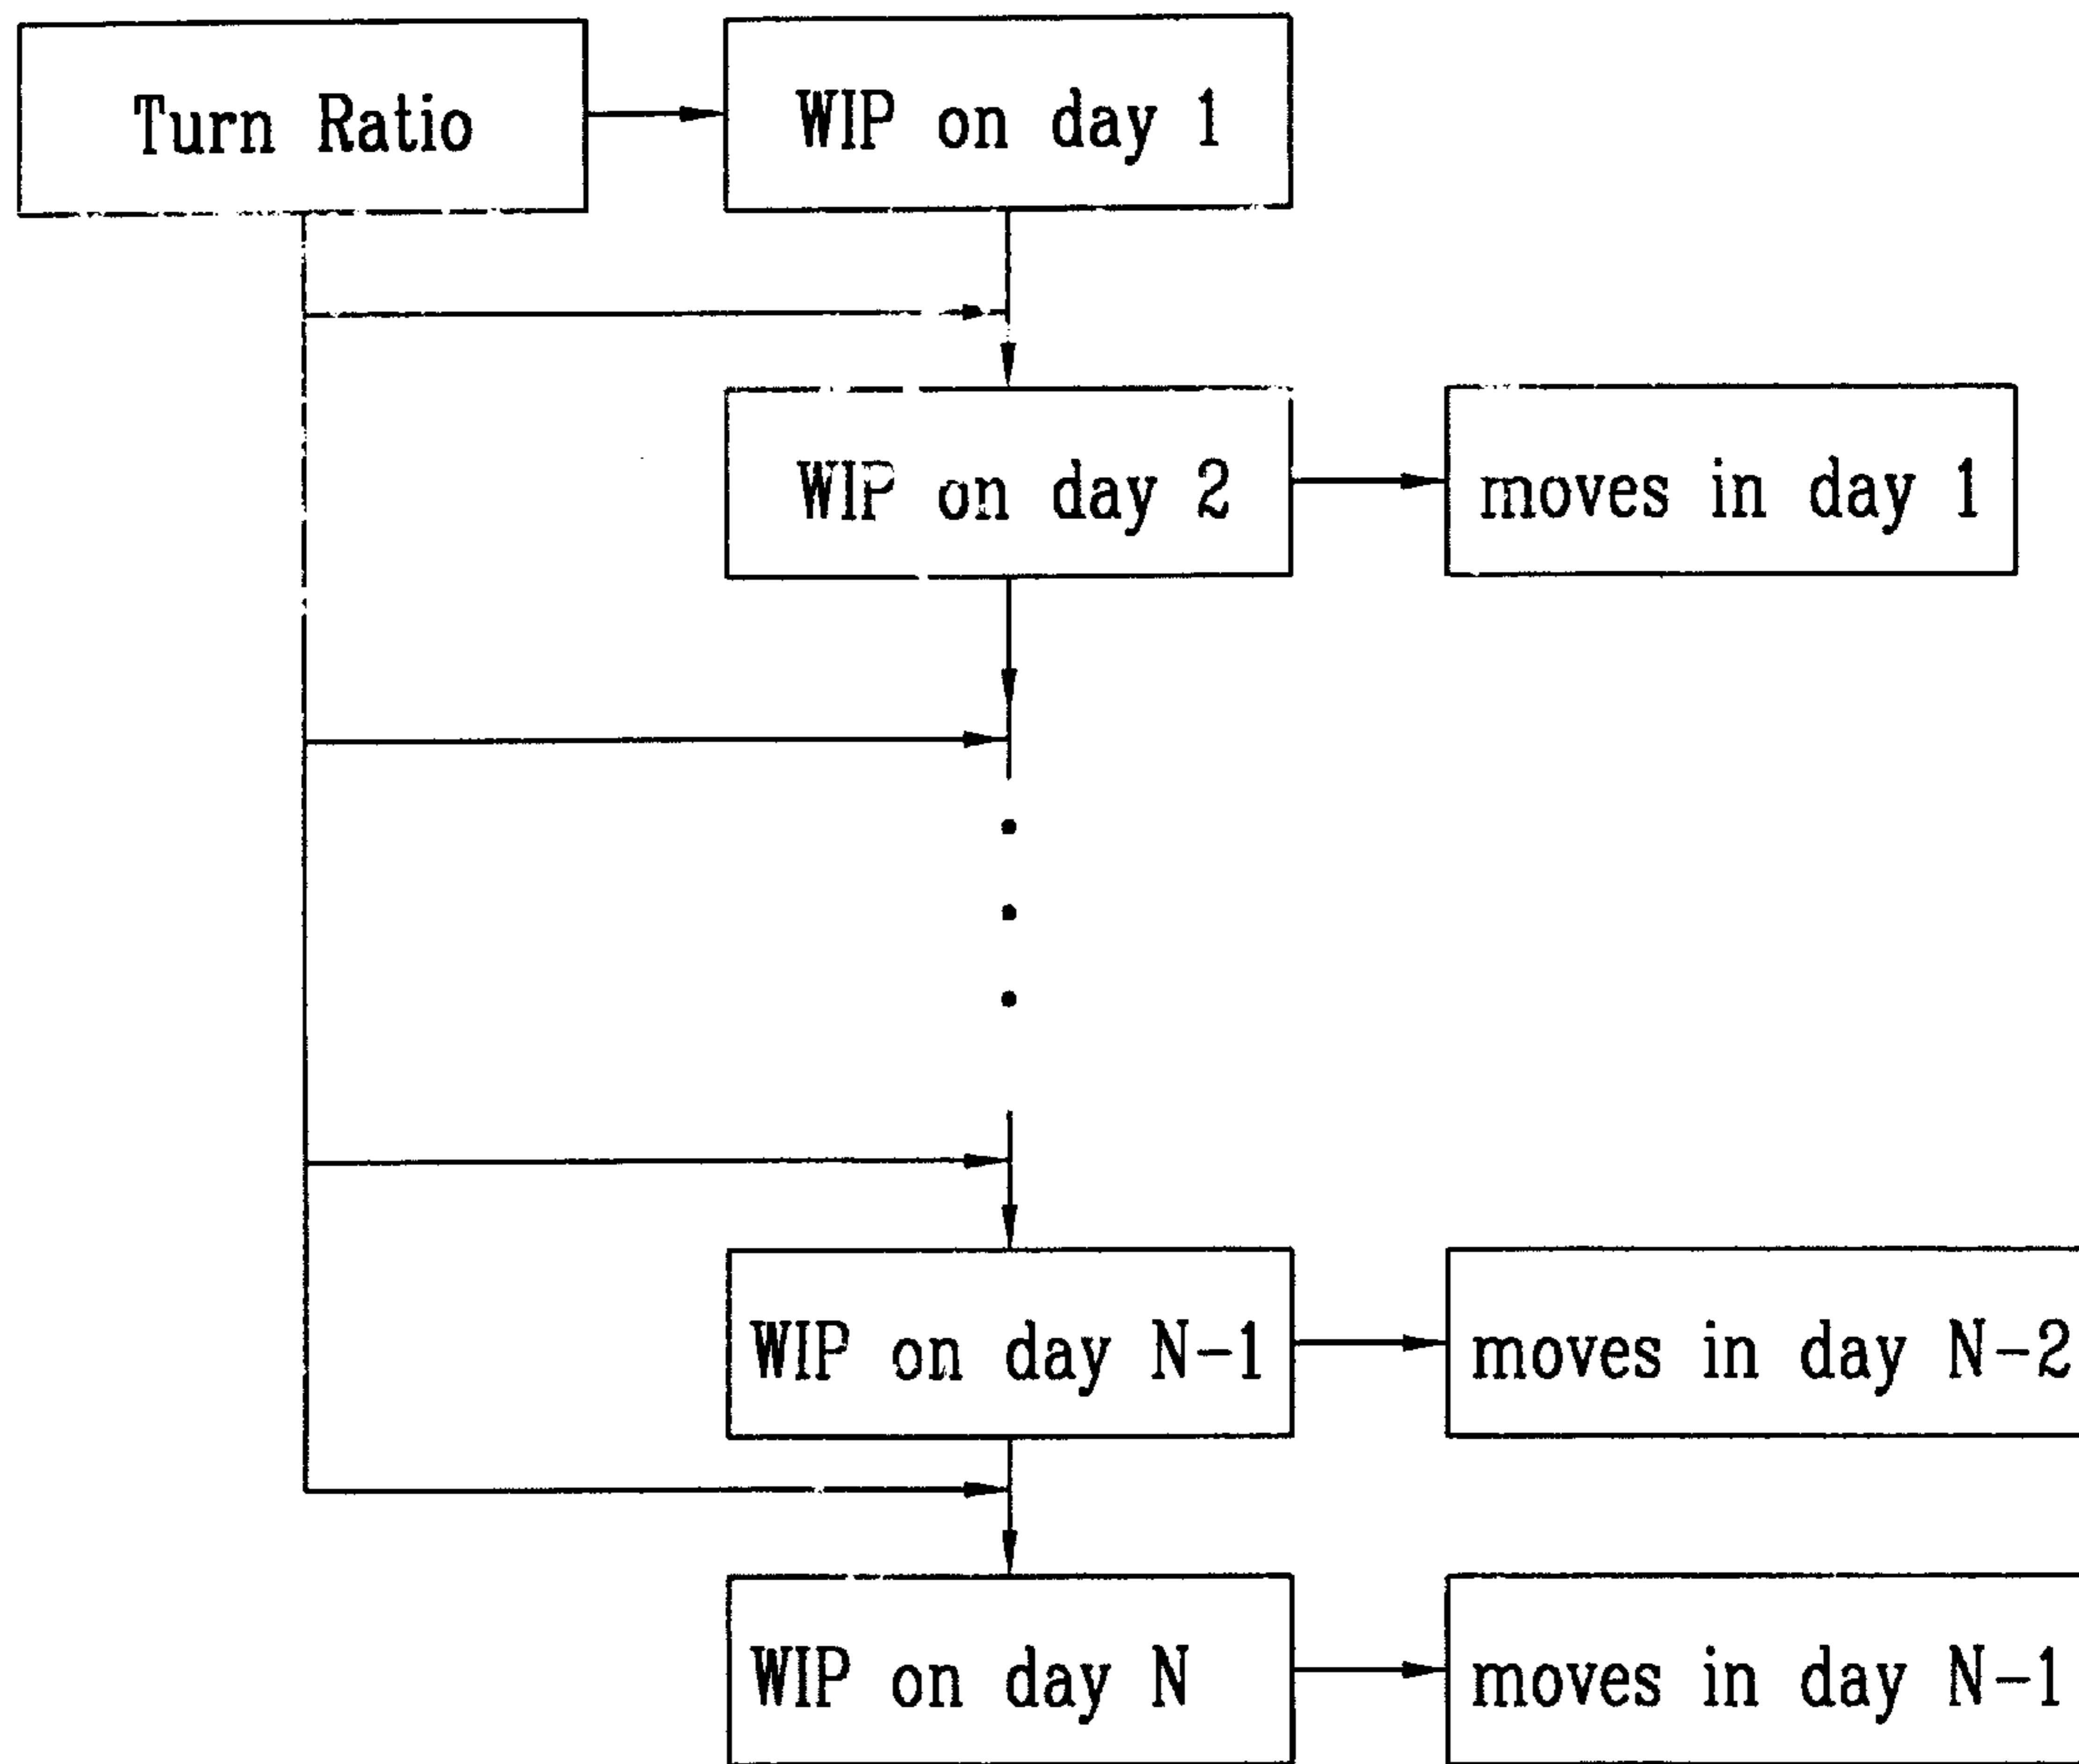 Turn Ratio
WIP on day 1
WIP on day 2
moves in day 1
WIP on day N-1
moves in day N-2
WIP on day N
moves in day N-1